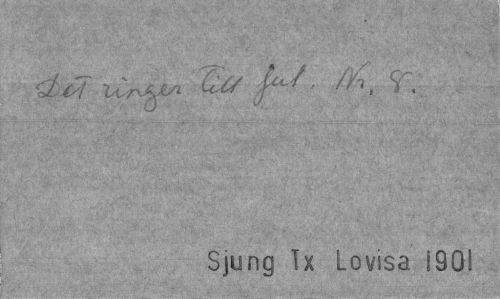 Det ringer till jul. Nr. 8.
Sjung Tx Lovisa 1901